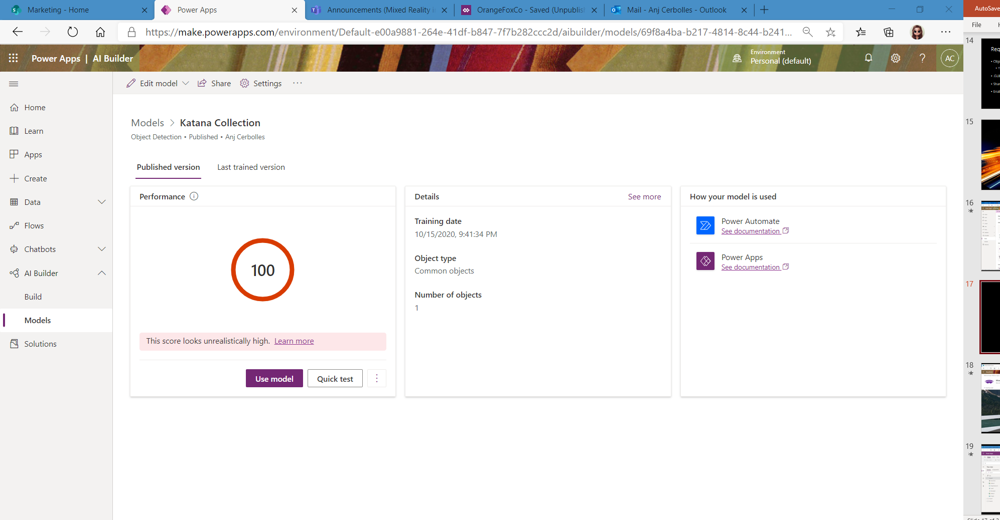 Marketing - Home
Power Apps
Announcements (Mixed Reality i
OrangeFoxCo - Saved (Unpublis
Mail - Anj Cerbolles - Outlook
AutoSave
File
https://make.powerapps.com/environment/Default-e00a9881-264e-41df-b847-7f7b282ccc2d/aibuilder/models/69f8a4ba-b217-4814-8c44-b241...
Power Apps | AI Builder
Environment
Personal (default)
AC
Edit model
Share
Settings
Home
Learn
Apps
Create
Data
Flows
Chatbots
AI Builder
Build
Models
Solutions
Models > Katana Collection
Object Detection • Published • Anj Cerbolles
Published version
Last trained version
Performance
100
This score looks unrealistically high. Learn more
Use model
Quick test
Details
See more
Training date
10/15/2020, 9:41:34 PM
Object type
Common objects
Number of objects
1
How your model is used
Power Automate
See documentation
Power Apps
See documentation
14
15
16
17
18
19